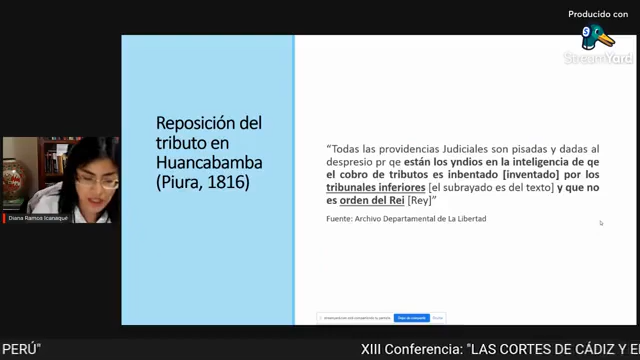 Producido con
StreamYard
Reposición del
tributo en
Huancabamba
(Piura, 1816)
“Todas las providencias Judiciales son pisadas y dadas al
despresio pr qe están los yndios en la inteligencia de qe
el cobro de tributos es inbentado [inventado] por los
tribunales inferiores [el subrayado es del texto] y que no
es orden del Rei [Rey]”
Fuente: Archivo Departamental de La Libertad
Diana Ramos Icanaque
PERÚ"
XIII Conferencia: "LAS CORTES DE CÁDIZ Y E